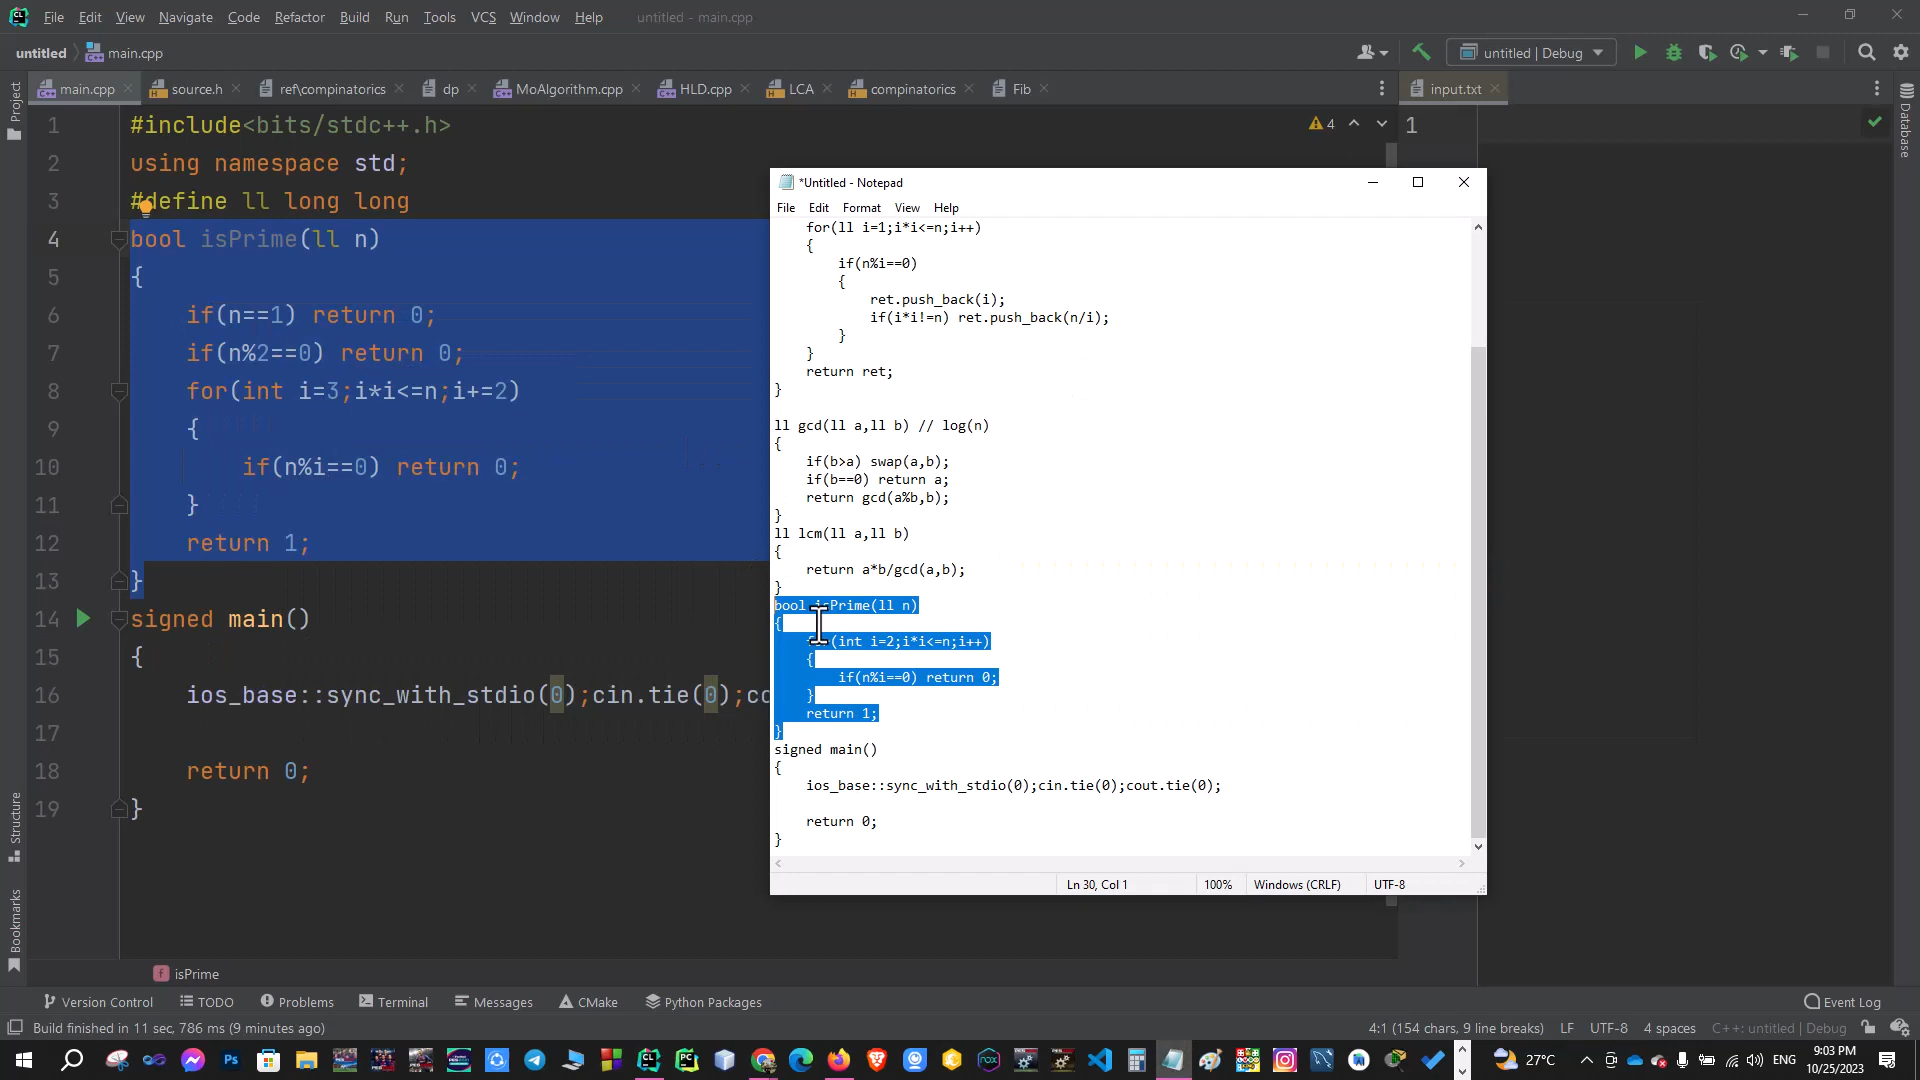 File Edit View Navigate Code Refactor Build Run Tools VCS Window Help untitled - main.cpp
untitled main.cpp untitled | Debug
main.cpp source.h ref\compinatorics dp MoAlgorithm.cpp HLD.cpp LCA compinatorics Fib input.txt
Project
Database
Structure
Bookmarks
4
1 #include<bits/stdc++.h>
2 using namespace std;
3 #define ll long long
4 bool isPrime(ll n)
5 {
6 if(n==1) return 0;
7 if(n%2==0) return 0;
8 for(int i=3;i*i<=n;i+=2)
9 {
10 if(n%i==0) return 0;
11 }
12 return 1;
13 }
14 signed main()
15 {
16 ios_base::sync_with_stdio(0);cin.tie(0);co
17
18 return 0;
19 }
1
*Untitled - Notepad
File Edit Format View Help
for(ll i=1;i*i<=n;i++)
{
if(n%i==0)
{
ret.push_back(i);
if(i*i!=n) ret.push_back(n/i);
}
}
return ret;
}
ll gcd(ll a,ll b) // log(n)
{
if(b>a) swap(a,b);
if(b==0) return a;
return gcd(a%b,b);
}
ll lcm(ll a,ll b)
{
return a*b/gcd(a,b);
}
bool isPrime(ll n)
{
(int i=2;i*i<=n;i++)
{
if(n%i==0) return 0;
}
return 1;
}
signed main()
{
ios_base::sync_with_stdio(0);cin.tie(0);cout.tie(0);
return 0;
}
Ln 30, Col 1 100% Windows (CRLF) UTF-8
isPrime
Version Control TODO Problems Terminal Messages CMake Python Packages Event Log
Build finished in 11 sec, 786 ms (9 minutes ago) 4:1 (154 chars, 9 line breaks) LF UTF-8 4 spaces C++: untitled | Debug
27°C ENG 9:03 PM
10/25/2023